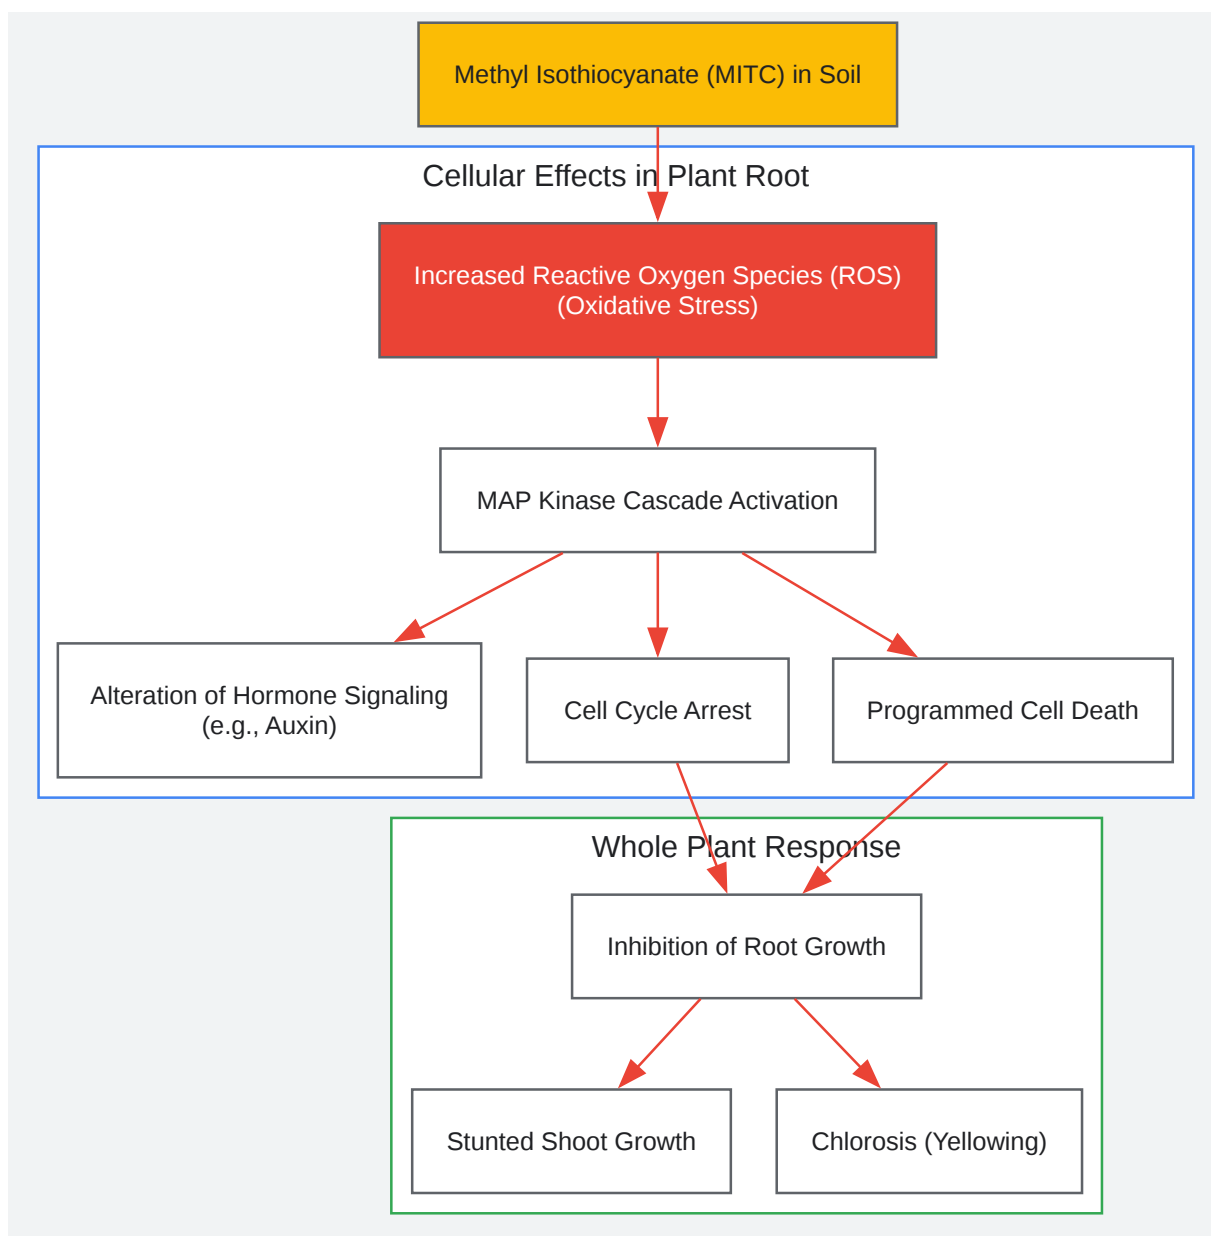 Methyl Isothiocyanate (MITC) in Soil
Cellular Effects in Plant Root
Increased Reactive Oxygen Species (ROS)
(Oxidative Stress)
MAP Kinase Cascade Activation
Alteration of Hormone Signaling
(e.g., Auxin)
Cell Cycle Arrest
Programmed Cell Death
Whole Plant Response
Inhibition of Root Growth
Stunted Shoot Growth
Chlorosis (Yellowing)